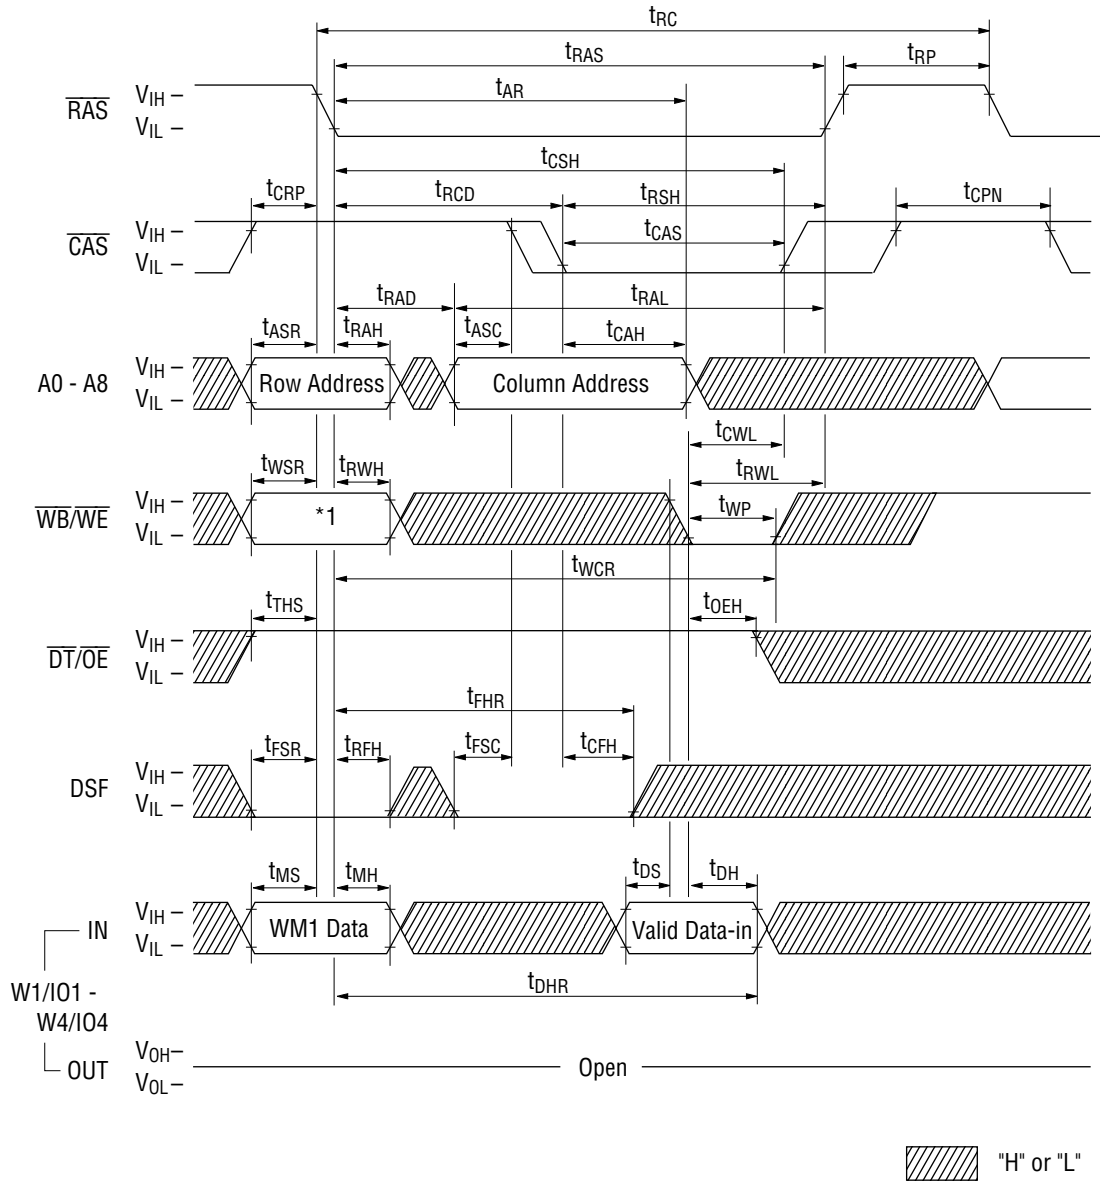 tRC
tRAS
tRP
tAR
RAS
VIH –
VIL –
tCSH
tCRP
tRCD
tRSH
tCPN
CAS
VIH –
VIL –
tCAS
tRAD
tRAL
tASR
tRAH
tASC
tCAH
A0 - A8
VIH –
VIL –
Row Address
Column Address
tCWL
tWSR
tRWH
tRWL
WB/WE
VIH –
VIL –
*1
tWP
tWCR
tTHS
tOEH
DT/OE
VIH –
VIL –
tFHR
tFSR
tRFH
tFSC
tCFH
DSF
VIH –
VIL –
tMS
tMH
tDS
tDH
IN
VIH –
VIL –
WM1 Data
Valid Data-in
tDHR
W1/IO1 -
W4/IO4
OUT
VOH–
VOL–
Open
"H" or "L"